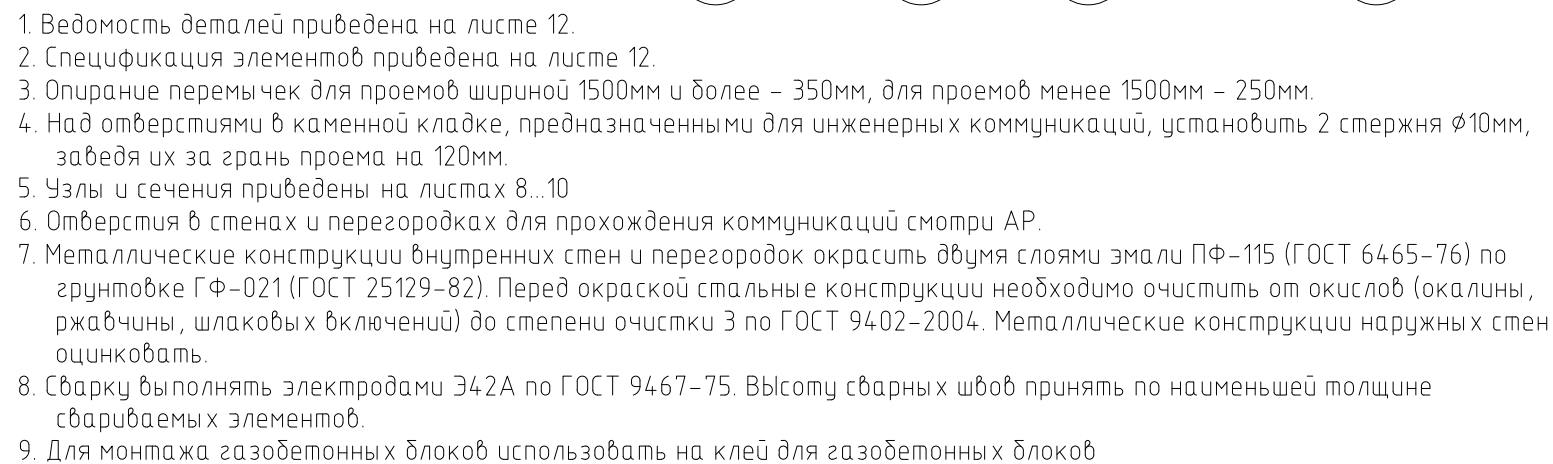 1. Ведомость деталей приведена на листе 12.
2. Спецификация элементов приведена на листе 12.
3. Опирание перемычек для проемов шириной 1500мм и более – 350мм, для проемов менее 1500мм – 250мм.
4. Над отверстиями в каменной кладке, предназначенными для инженерных коммуникаций, установить 2 стержня ∅10мм,
заведя их за грань проема на 120мм.
5. Узлы и сечения приведены на листах 8...10
6. Отверстия в стенах и перегородках для прохождения коммуникаций смотри АР.
7. Металлические конструкции внутренних стен и перегородок окрасить двумя слоями эмали ПФ-115 (ГОСТ 6465-76) по
грунтовке ГФ-021 (ГОСТ 25129-82). Перед окраской стальные конструкции необходимо очистить от окислов (окалины,
ржавчины, шлаковых включений) до степени очистки 3 по ГОСТ 9402-2004. Металлические конструкции наружных стен
оцинковать.
8. Сварку выполнять электродами Э42А по ГОСТ 9467-75. ВЫсоту сварных швов принять по наименьшей толщине
свариваемых элементов.
9. Для монтажа газобетонных блоков использовать на клей для газобетонных блоков